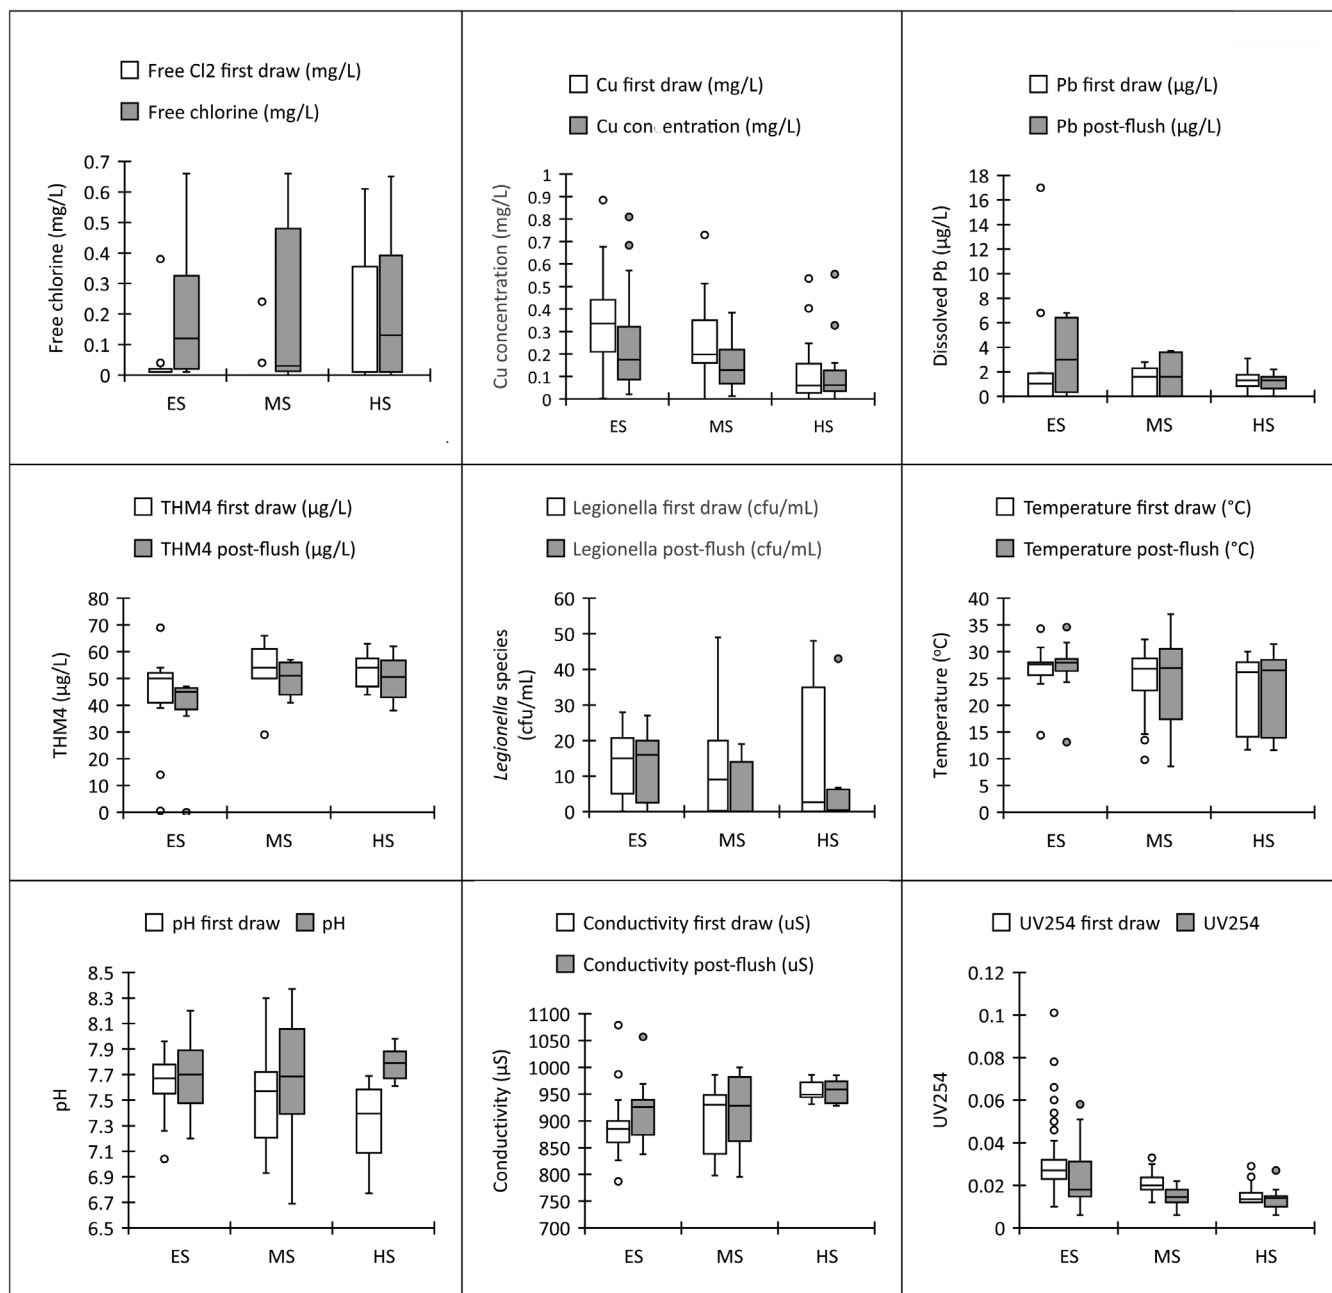 Free Cl2 first draw (mg/L)
Free chlorine (mg/L)
Free chlorine (mg/L)
0.7
0.6
0.5
0.4
0.3
0.2
0.1
0
ES MS HS
Cu first draw (mg/L)
Cu concentration (mg/L)
Cu concentration (mg/L)
1
0.9
0.8
0.7
0.6
0.5
0.4
0.3
0.2
0.1
0
ES MS HS
Pb first draw (µg/L)
Pb post-flush (µg/L)
Dissolved Pb (µg/L)
18
16
14
12
10
8
6
4
2
0
ES MS HS
THM4 first draw (µg/L)
THM4 post-flush (µg/L)
THM4 (µg/L)
80
70
60
50
40
30
20
10
0
ES MS HS
Legionella first draw (cfu/mL)
Legionella post-flush (cfu/mL)
Legionella species
(cfu/mL)
60
50
40
30
20
10
0
ES MS HS
Temperature first draw (°C)
Temperature post-flush (°C)
Temperature (°C)
40
35
30
25
20
15
10
5
0
ES MS HS
pH first draw pH
pH
8.5
8.3
8.1
7.9
7.7
7.5
7.3
7.1
6.9
6.7
6.5
ES MS HS
Conductivity first draw (uS)
Conductivity post-flush (uS)
Conductivity (µS)
1100
1050
1000
950
900
850
800
750
700
ES MS HS
UV254 first draw UV254
UV254
0.12
0.1
0.08
0.06
0.04
0.02
0
ES MS HS